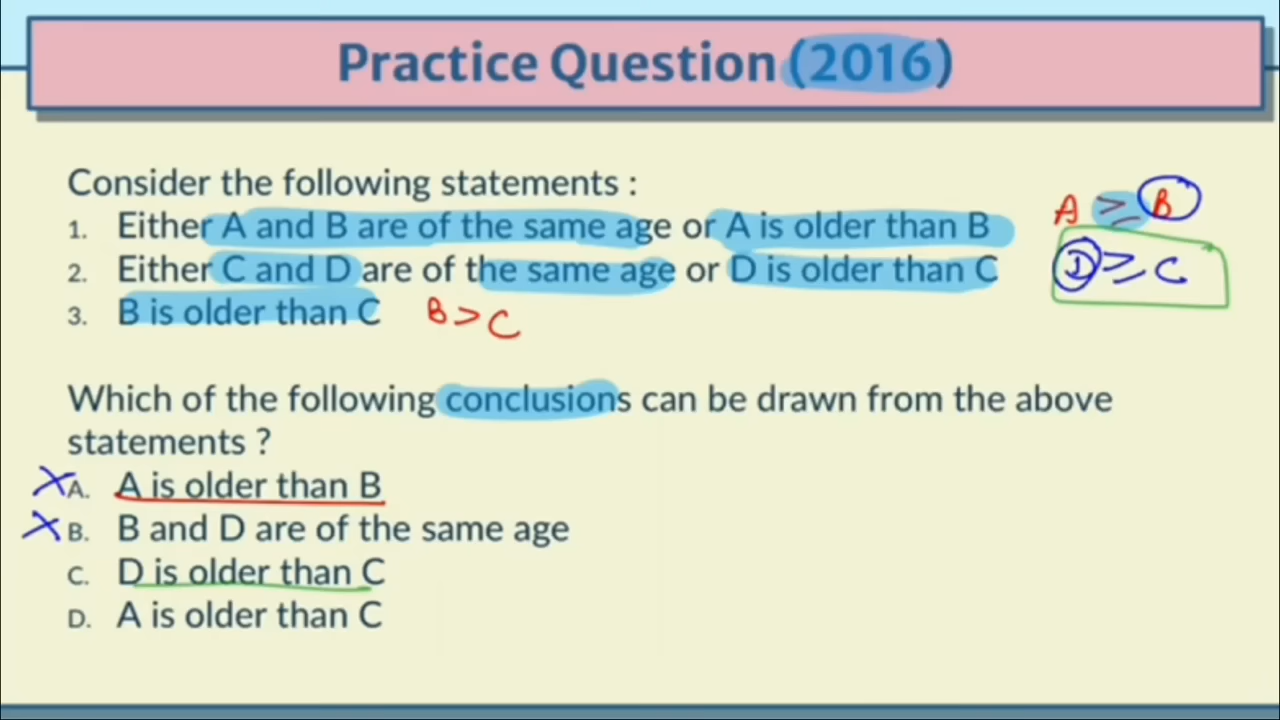 Practice Question (2016)
Consider the following statements :
1. Either A and B are of the same age or A is older than B
A ≥ B
2. Either C and D are of the same age or D is older than C
D ≥ C
3. B is older than C
B > C
Which of the following conclusions can be drawn from the above
statements ?
A. A is older than B
B. B and D are of the same age
C. D is older than C
D. A is older than C